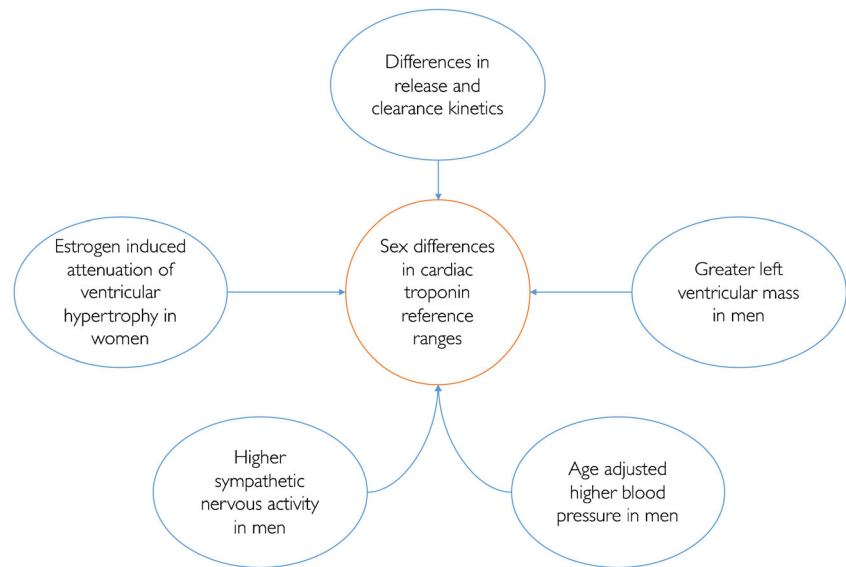 Differences in
release and
clearance kinetics
Estrogen induced
attenuation of
ventricular
hypertrophy in
women
Sex differences
in cardiac
troponin
reference
ranges
Greater left
ventricular mass
in men
Higher
sympathetic
nervous activity
in men
Age adjusted
higher blood
pressure in men